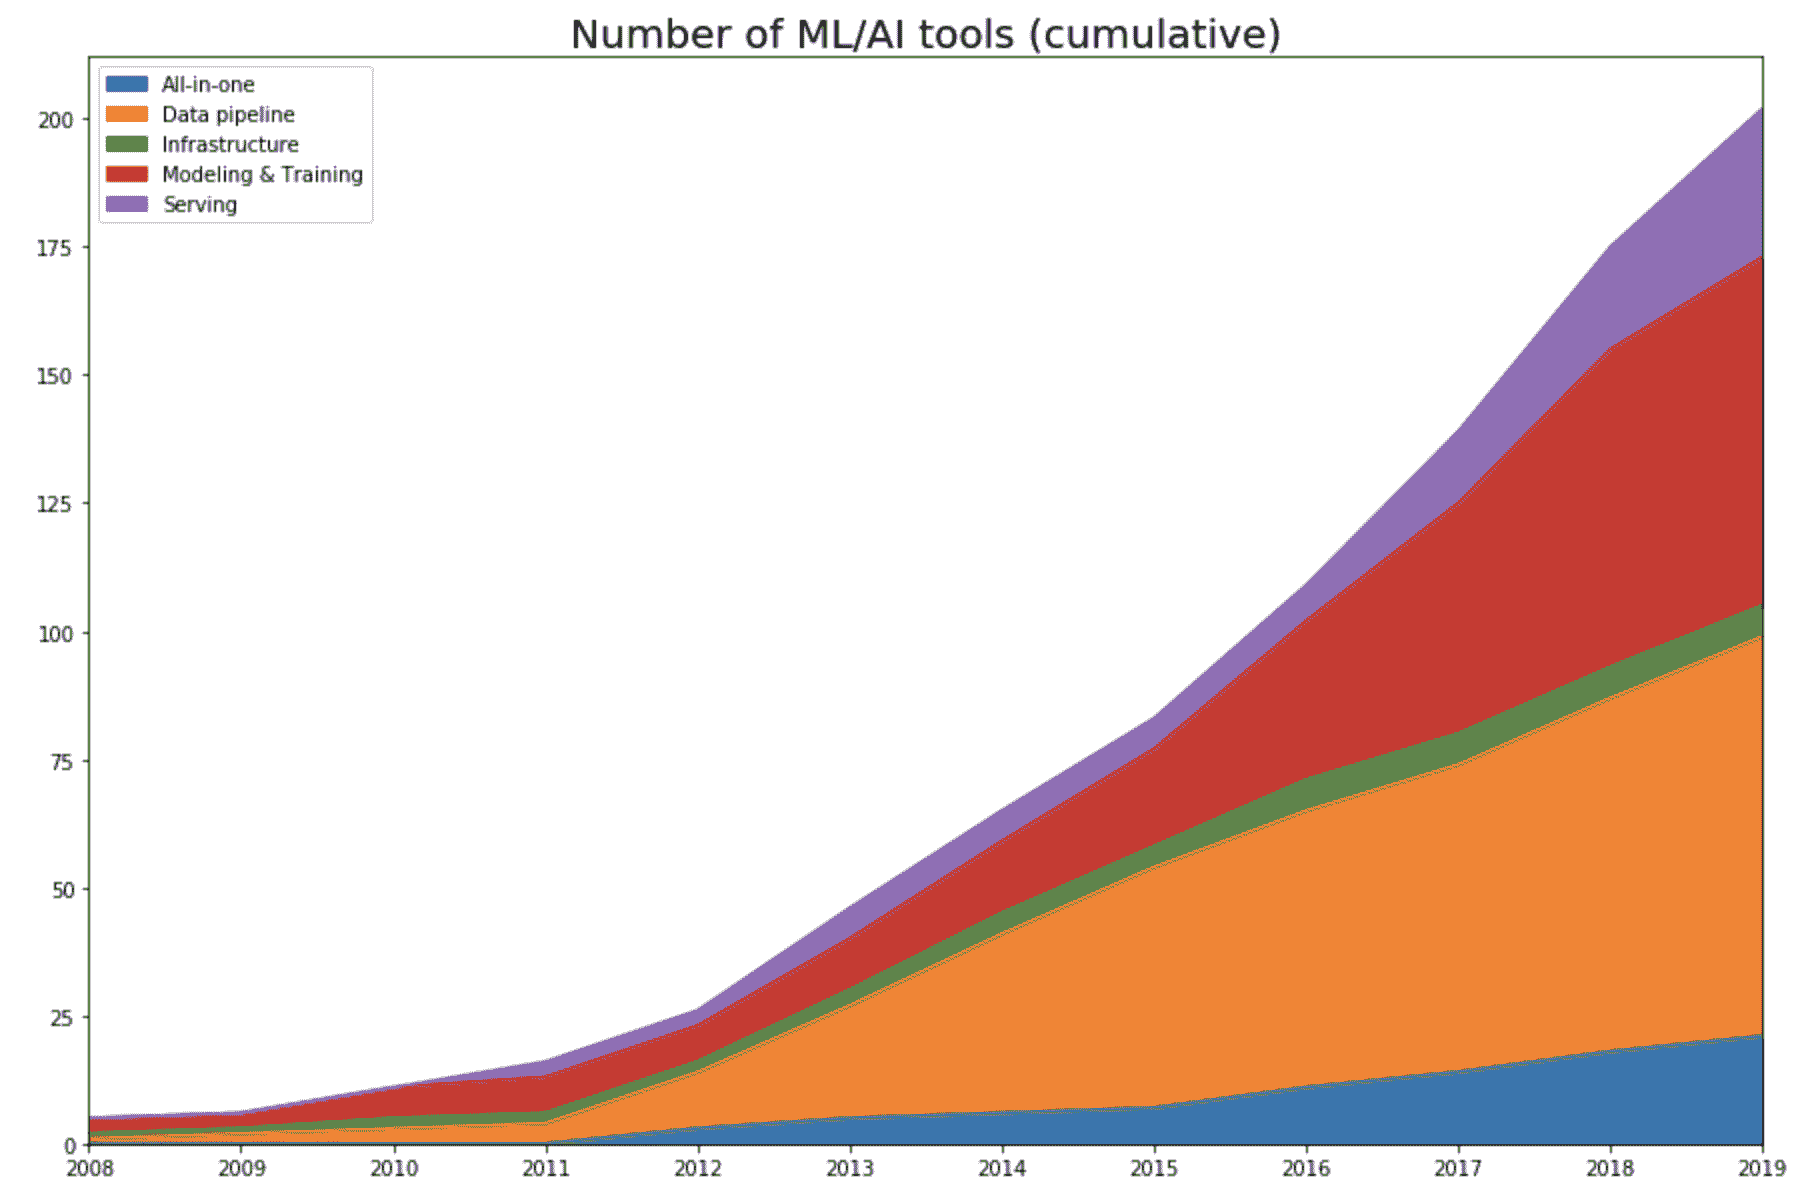 Number of ML/AI tools (cumulative)
All-in-one
Data pipeline
Infrastructure
Modeling & Training
Serving
200
175
150
125
100
75
50
25
0
2008 2009 2010 2011 2012 2013 2014 2015 2016 2017 2018 2019